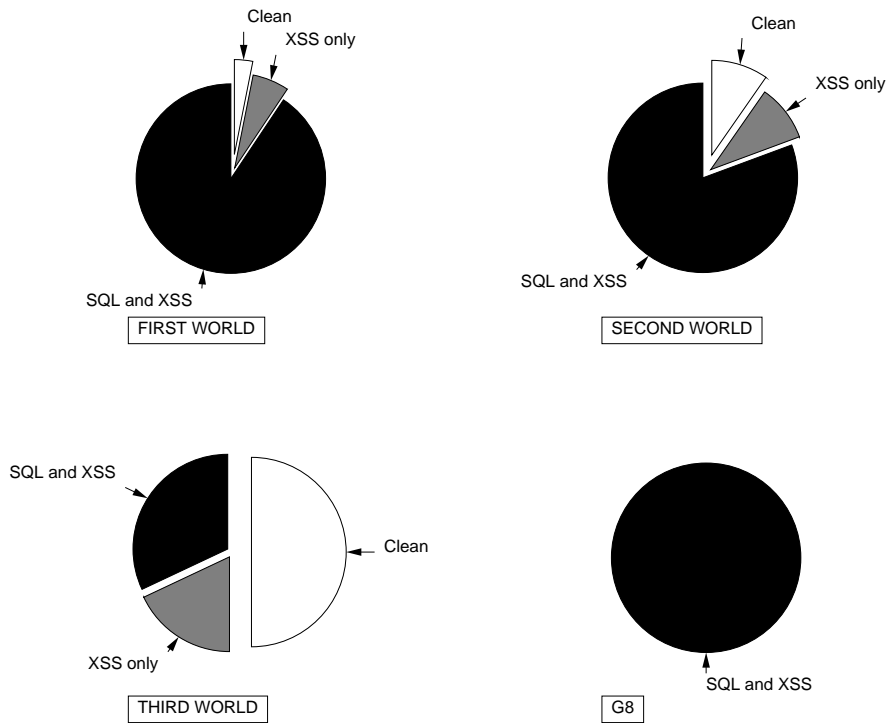 Clean
XSS only
SQL and XSS
FIRST WORLD
Clean
XSS only
SQL and XSS
SECOND WORLD
SQL and XSS
Clean
XSS only
THIRD WORLD
SQL and XSS
G8